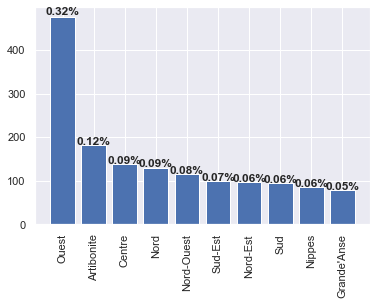 0.32%
0.12%
0.09%
0.09%
0.08%
0.07%
0.06%
0.06%
0.06%
0.05%
400
300
200
100
0
Ouest
Artibonite
Centre
Nord
Nord-Ouest
Sud-Est
Nord-Est
Sud
Nippes
Grande'Anse